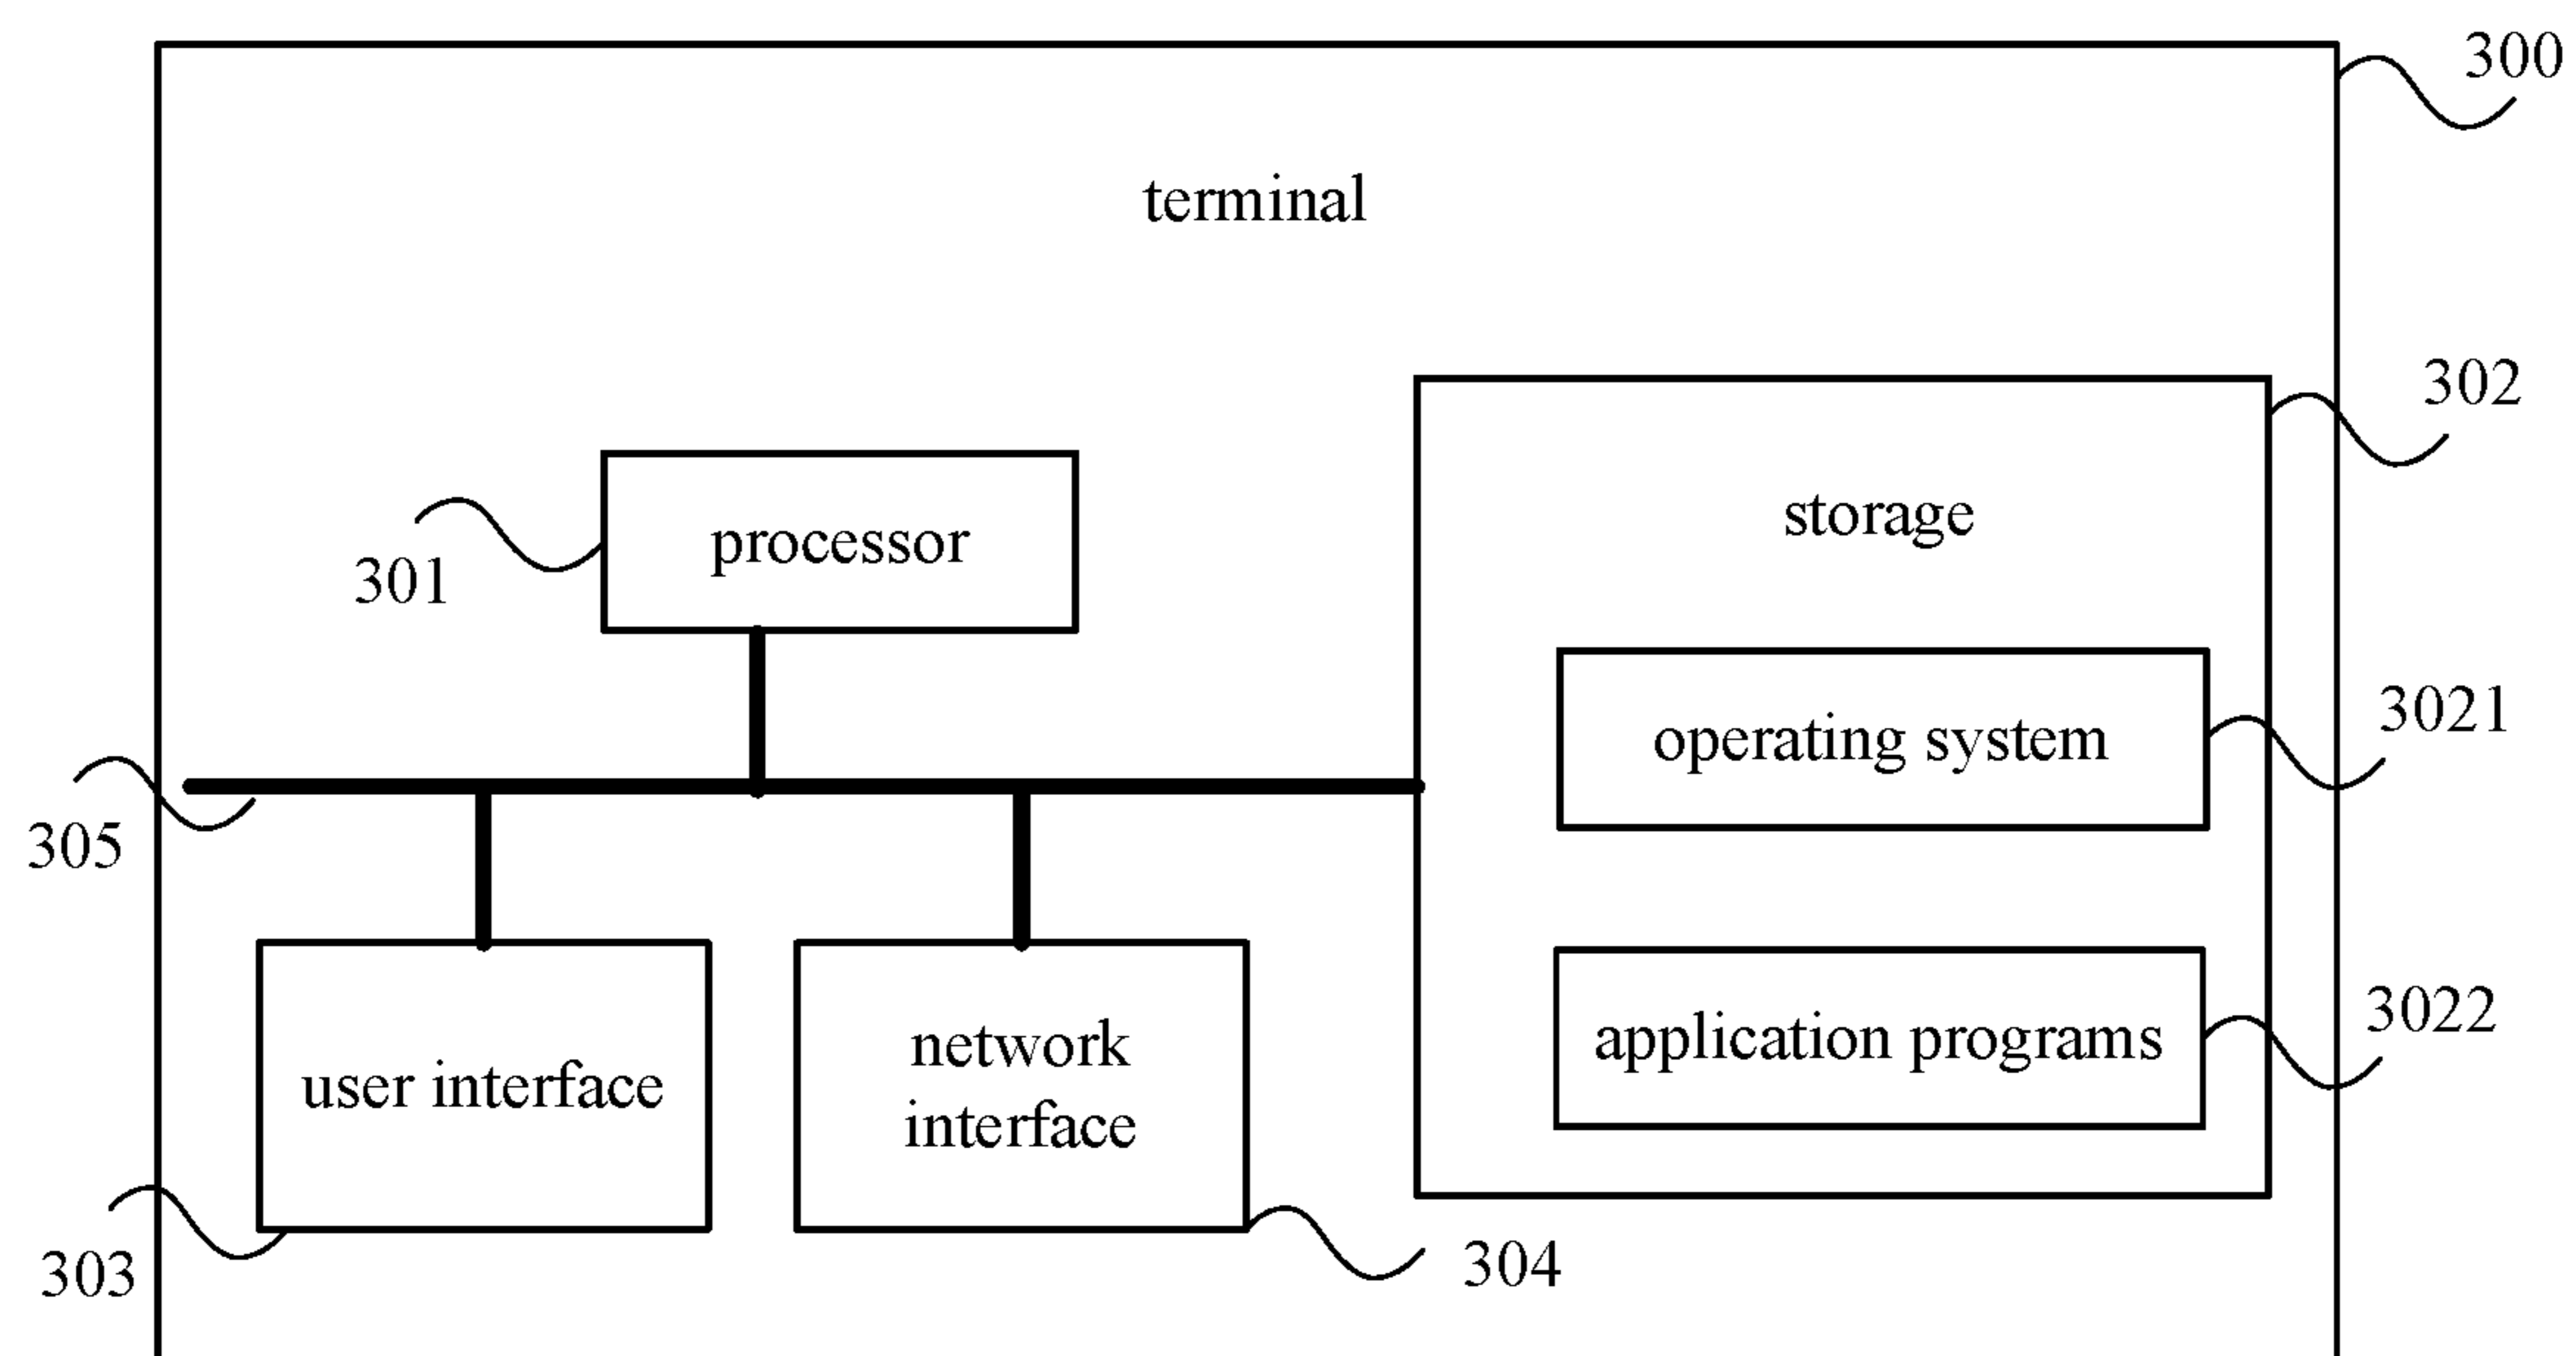 300
terminal
302
storage
processor
301
operating system
3021
305
user interface
network
interface
application programs
3022
303
304